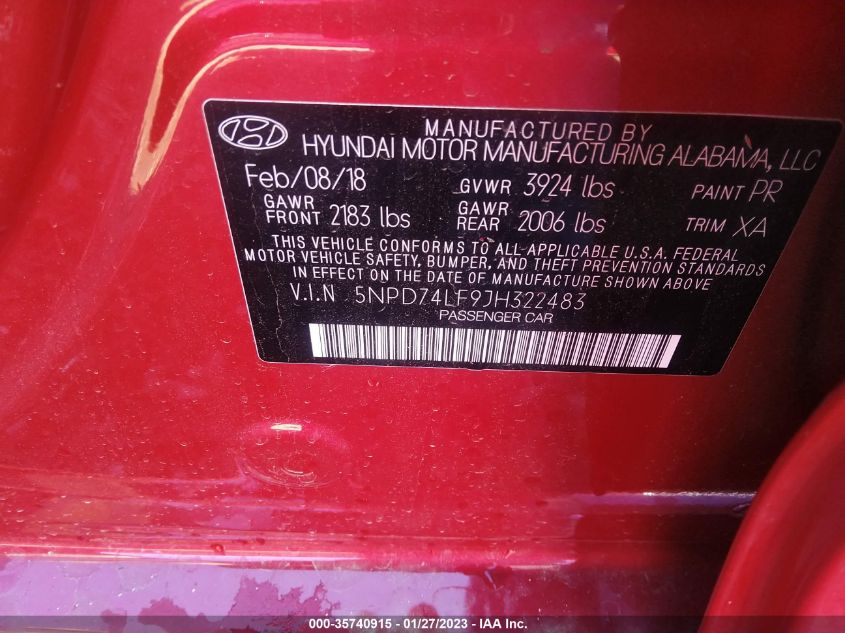 MANUFACTURED BY
HYUNDAI MOTOR MANUFACTURING ALABAMA, LLC
Feb/08/18 GVWR 3924 lbs PAINT PR
GAWR FRONT 2183 lbs GAWR REAR 2006 lbs TRIM XA
THIS VEHICLE CONFORMS TO ALL APPLICABLE U.S.A. FEDERAL
MOTOR VEHICLE SAFETY, BUMPER, AND THEFT PREVENTION STANDARDS
IN EFFECT ON THE DATE OF MANUFACTURE SHOWN ABOVE
V.I.N 5NPD74LF9JH322483
PASSENGER CAR
000-35740915 - 01/27/2023 - IAA Inc.